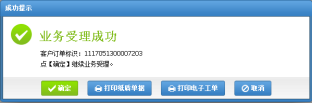 成功提示
业务受理成功
客户订单标识：1117051300007203
点【确定】继续业务受理。
确定 打印纸质单据 打印电子工单 取消